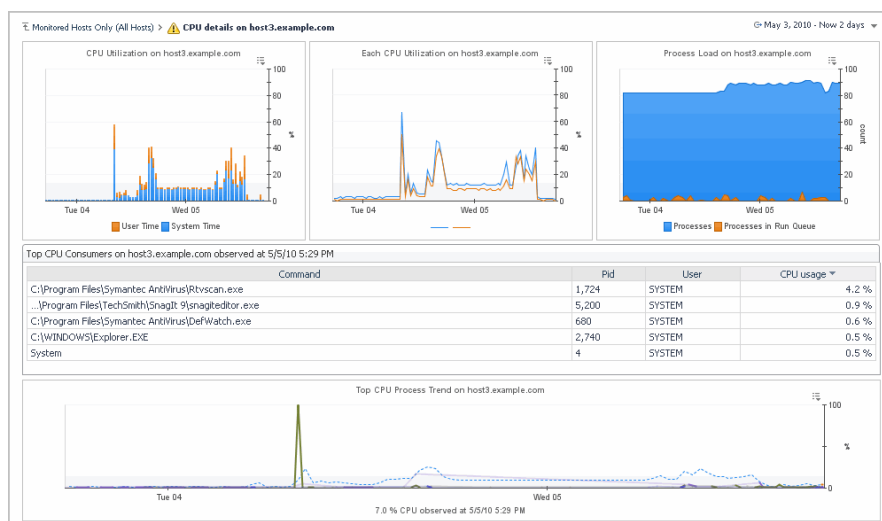 Monitored Hosts Only (All Hosts) > CPU details on host3.example.com
May 3, 2010 - Now 2 days
CPU Utilization on host3.example.com
100
80
60
40
20
0
%
Tue 04
Wed 05
User Time
System Time
Each CPU Utilization on host3.example.com
100
80
60
40
20
0
%
Tue 04
Wed 05
Process Load on host3.example.com
100
80
60
40
20
0
count
Tue 04
Wed 05
Processes
Processes in Run Queue
Top CPU Consumers on host3.example.com observed at 5/5/10 5:29 PM
Command Pid User CPU usage
C:\Program Files\Symantec AntiVirus\Rtvscan.exe 1,724 SYSTEM 4.2 %
...\Program Files\TechSmith\SnagIt 9\snagiteditor.exe 5,200 SYSTEM 0.9 %
C:\Program Files\Symantec AntiVirus\DefWatch.exe 680 SYSTEM 0.6 %
C:\WINDOWS\Explorer.EXE 2,740 SYSTEM 0.5 %
System 4 SYSTEM 0.5 %
Top CPU Process Trend on host3.example.com
100
0
%
Tue 04
Wed 05
7.0 % CPU observed at 5/5/10 5:29 PM